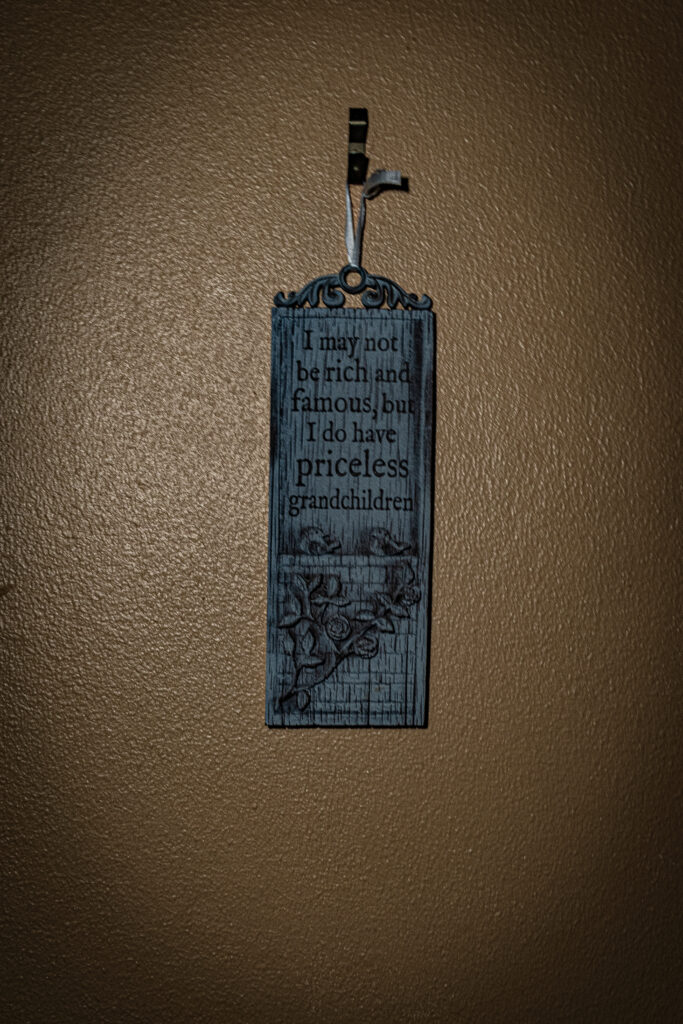 I may not
be rich and
famous, but
I do have
priceless
grandchildren